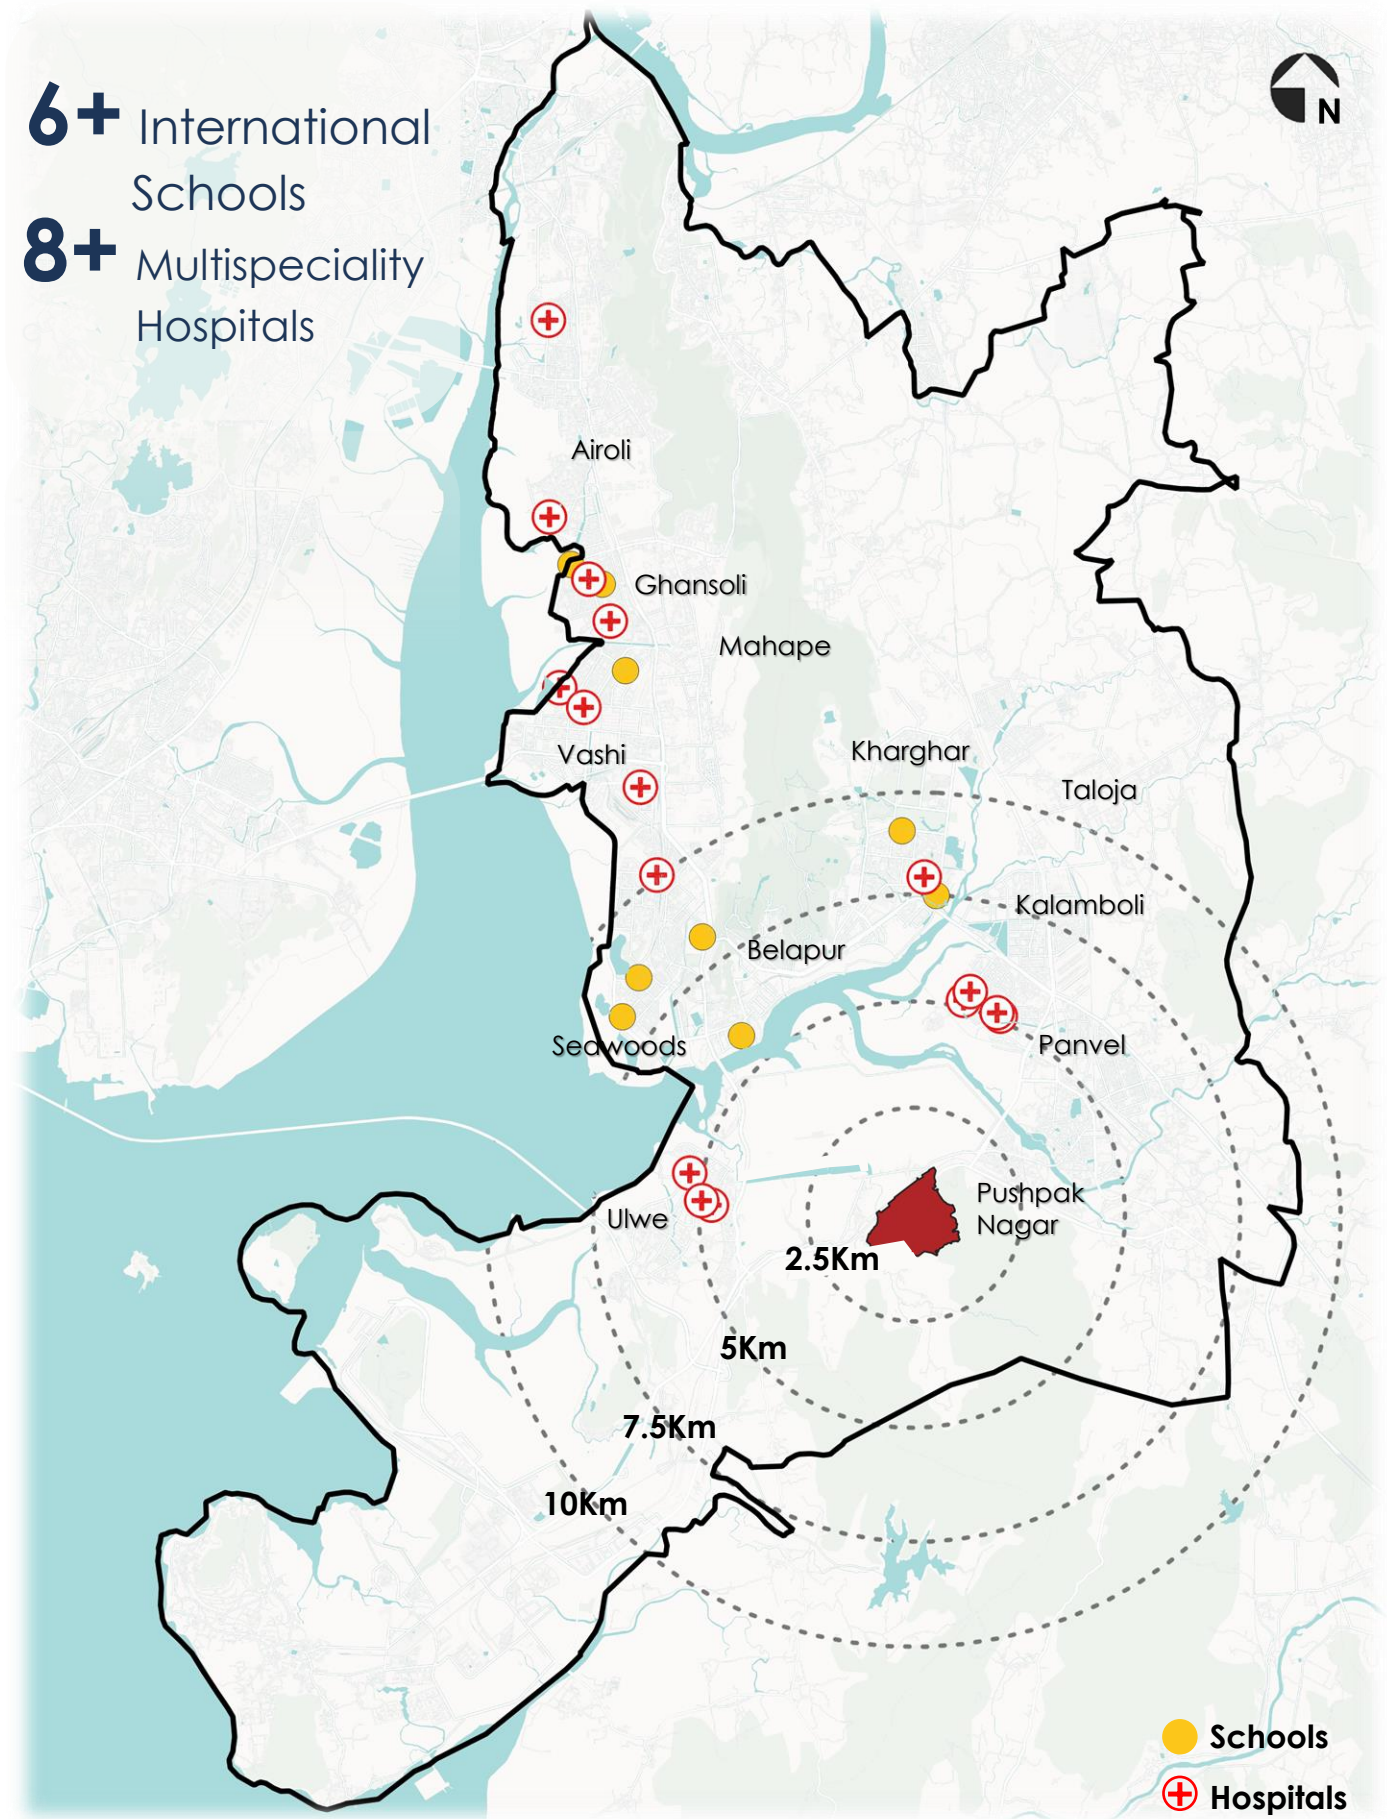 6+ International
Schools
8+ Multispeciality
Hospitals
N
Airoli
Ghansoli
Mahape
Vashi
Kharghar
Taloja
Kalamboli
Belapur
Seawoods
Panvel
Pushpak
Nagar
Ulwe
2.5Km
5Km
7.5Km
10Km
Schools
Hospitals